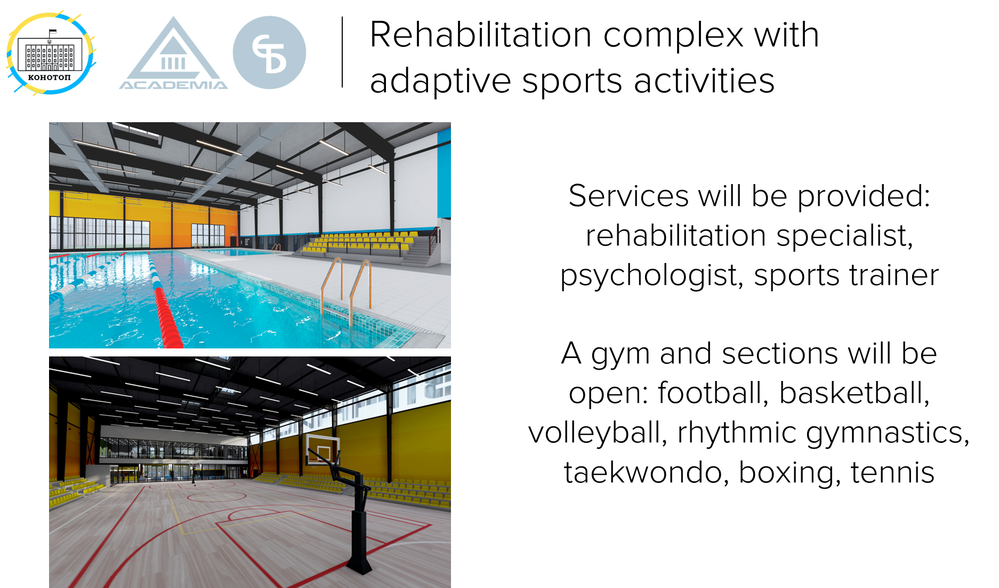 КОНОТОП
ACADEMIA
Rehabilitation complex with
adaptive sports activities
Services will be provided:
rehabilitation specialist,
psychologist, sports trainer
A gym and sections will be
open: football, basketball,
volleyball, rhythmic gymnastics,
taekwondo, boxing, tennis